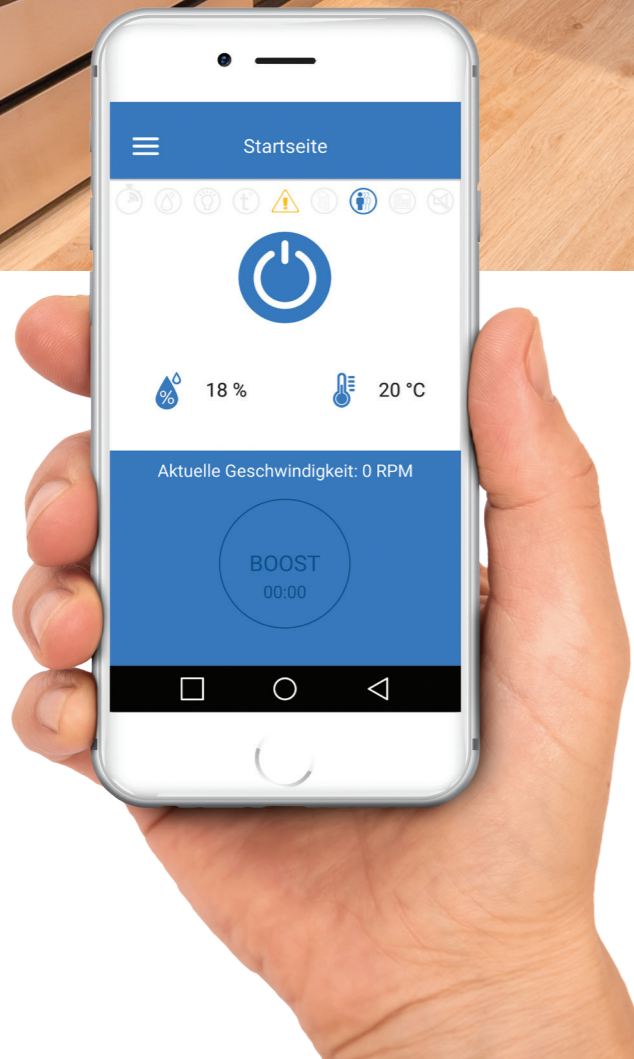 Startseite
18 %
20 °C
Aktuelle Geschwindigkeit: 0 RPM
BOOST
00:00